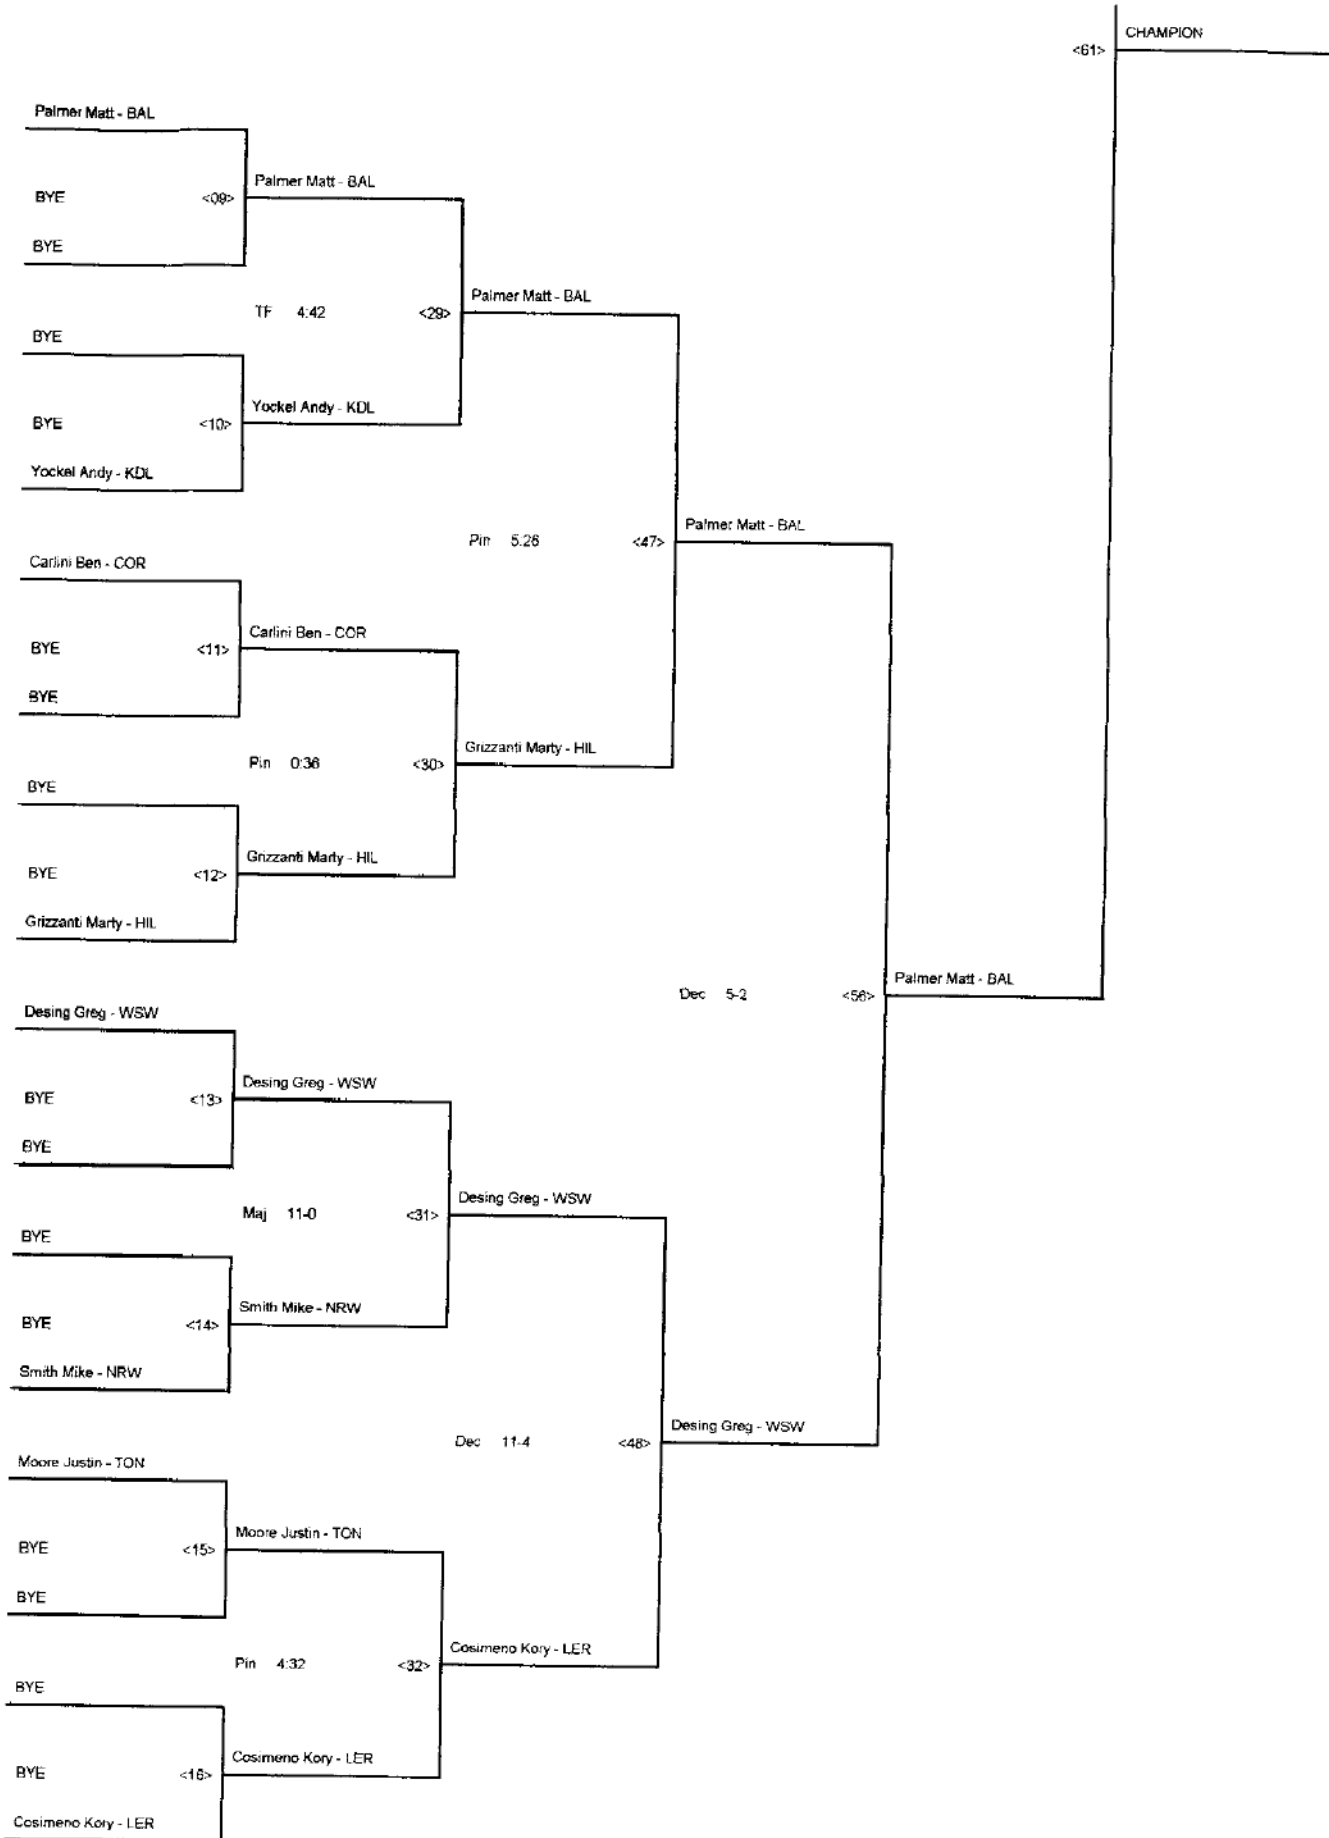 CHAMPION
<61>
Palmer Matt - BAL
Palmer Matt - BAL
BYE <09>
BYE
Palmer Matt - BAL
TF 4:42 <29>
BYE
Yockel Andy - KDL
BYE <10>
Yockel Andy - KDL
Palmer Matt - BAL
Pin 5:26 <47>
Carlini Ben - COR
Carlini Ben - COR
BYE <11>
BYE
Grizzanti Marty - HIL
Pin 0:36 <30>
BYE
Grizzanti Marty - HIL
BYE <12>
Grizzanti Marty - HIL
Palmer Matt - BAL
Dec 5-2 <56>
Desing Greg - WSW
Desing Greg - WSW
BYE <13>
BYE
Desing Greg - WSW
Maj 11-0 <31>
BYE
Smith Mike - NRW
BYE <14>
Smith Mike - NRW
Desing Greg - WSW
Dec 11-4 <48>
Moore Justin - TON
Moore Justin - TON
BYE <15>
BYE
Cosimeno Kory - LER
Pin 4:32 <32>
BYE
Cosimeno Kory - LER
BYE <16>
Cosimeno Kory - LER